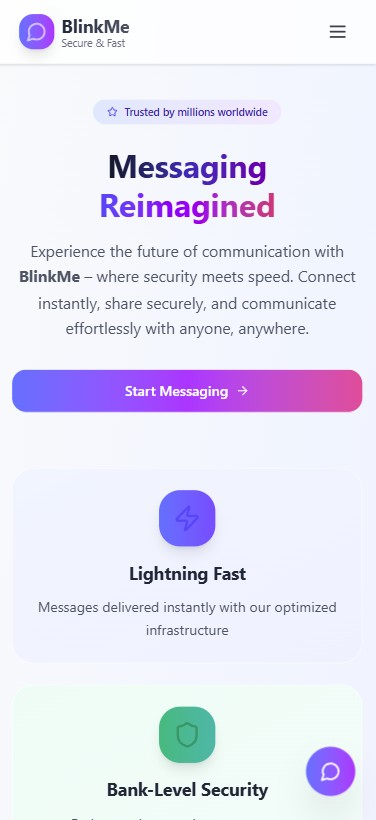 BlinkMe
Secure & Fast
Trusted by millions worldwide
Messaging
Reimagined
Experience the future of communication with
BlinkMe – where security meets speed. Connect
instantly, share securely, and communicate
effortlessly with anyone, anywhere.
Start Messaging →
Lightning Fast
Messages delivered instantly with our optimized
infrastructure
Bank-Level Security